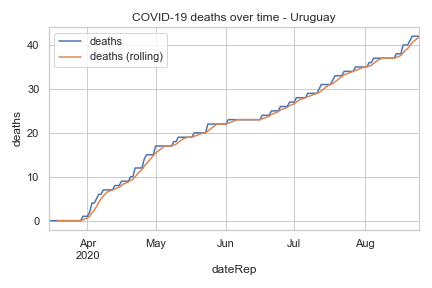 COVID-19 deaths over time - Uruguay
deaths
deaths (rolling)
40
30
20
10
0
deaths
Apr
2020
May
Jun
Jul
Aug
dateRep